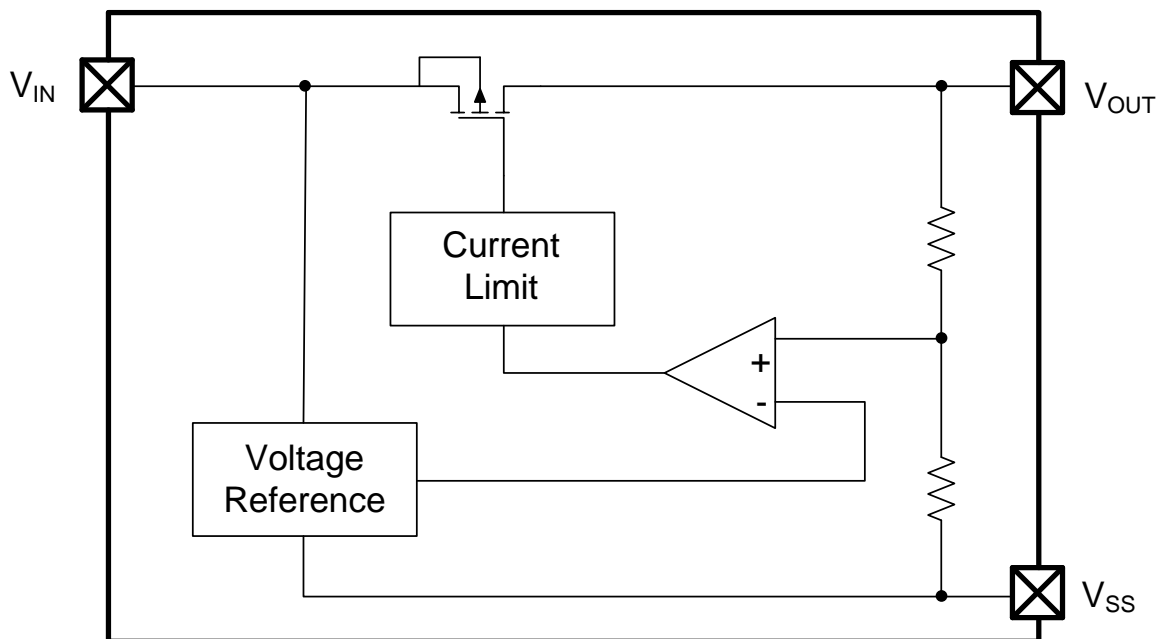 VIN
VOUT
Current
Limit
+
-
Voltage
Reference
VSS